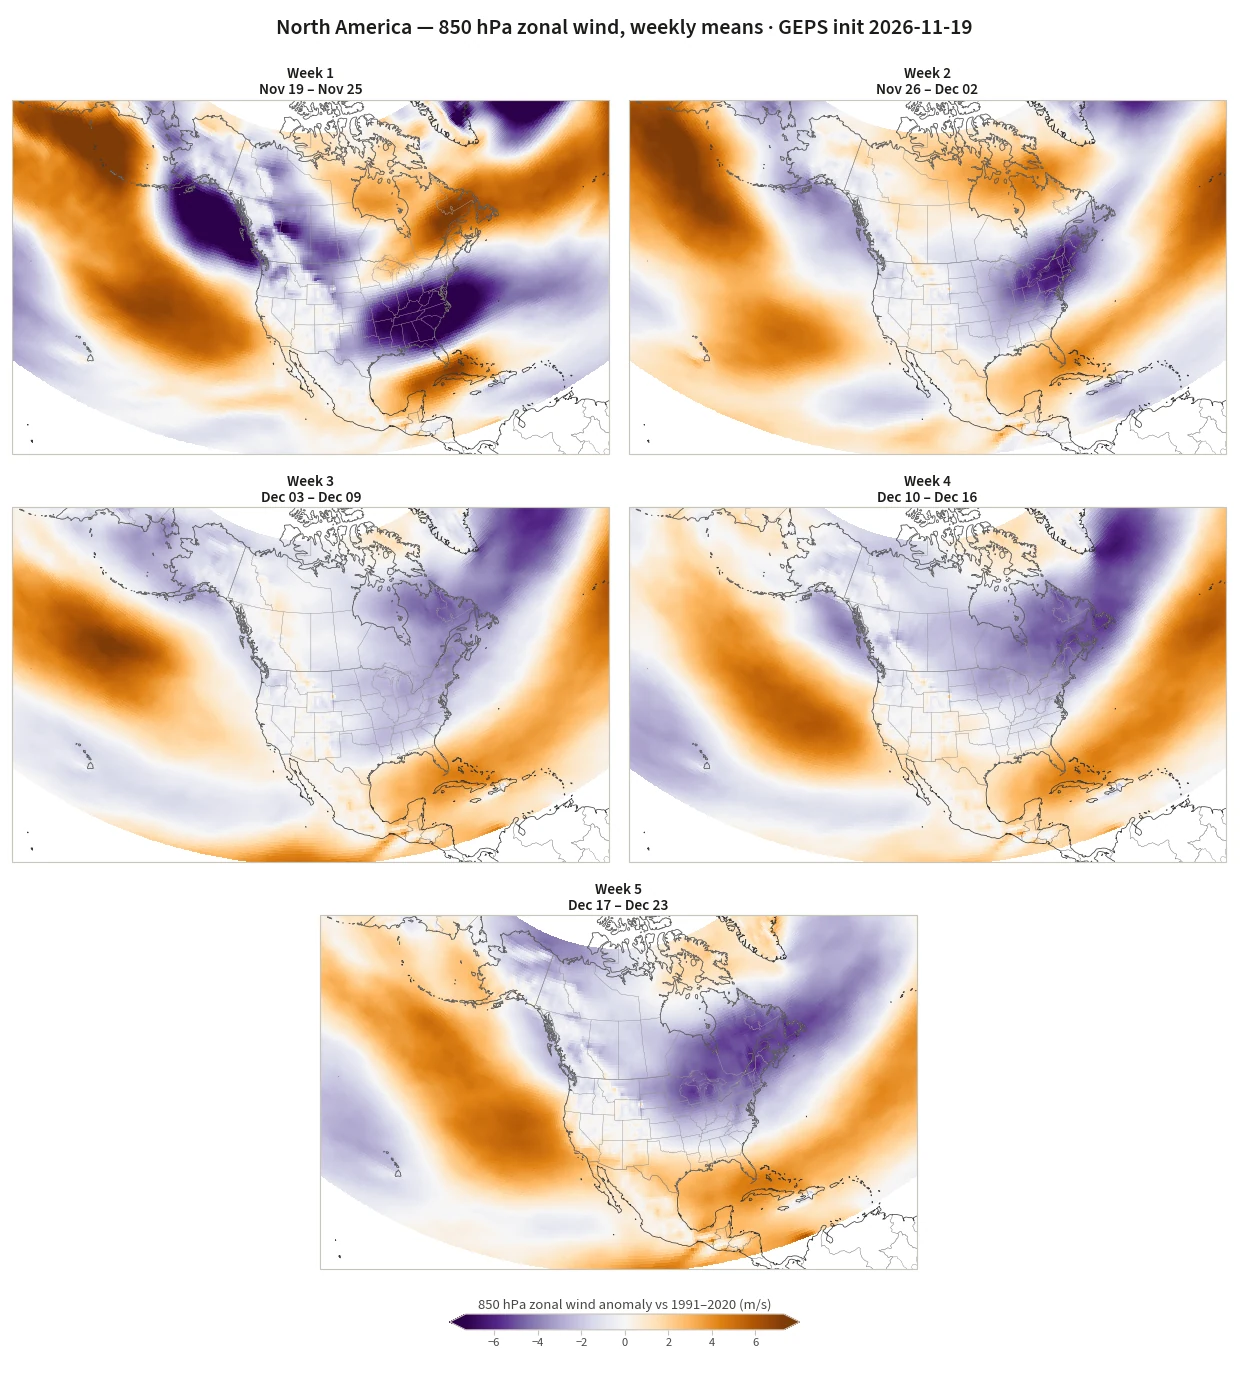 North America — 850 hPa zonal wind, weekly means · GEPS init 2026-11-19
Week 1
Nov 19 – Nov 25
Week 2
Nov 26 – Dec 02
Week 3
Dec 03 – Dec 09
Week 4
Dec 10 – Dec 16
Week 5
Dec 17 – Dec 23
850 hPa zonal wind anomaly vs 1991–2020 (m/s)
−6 −4 −2 0 2 4 6